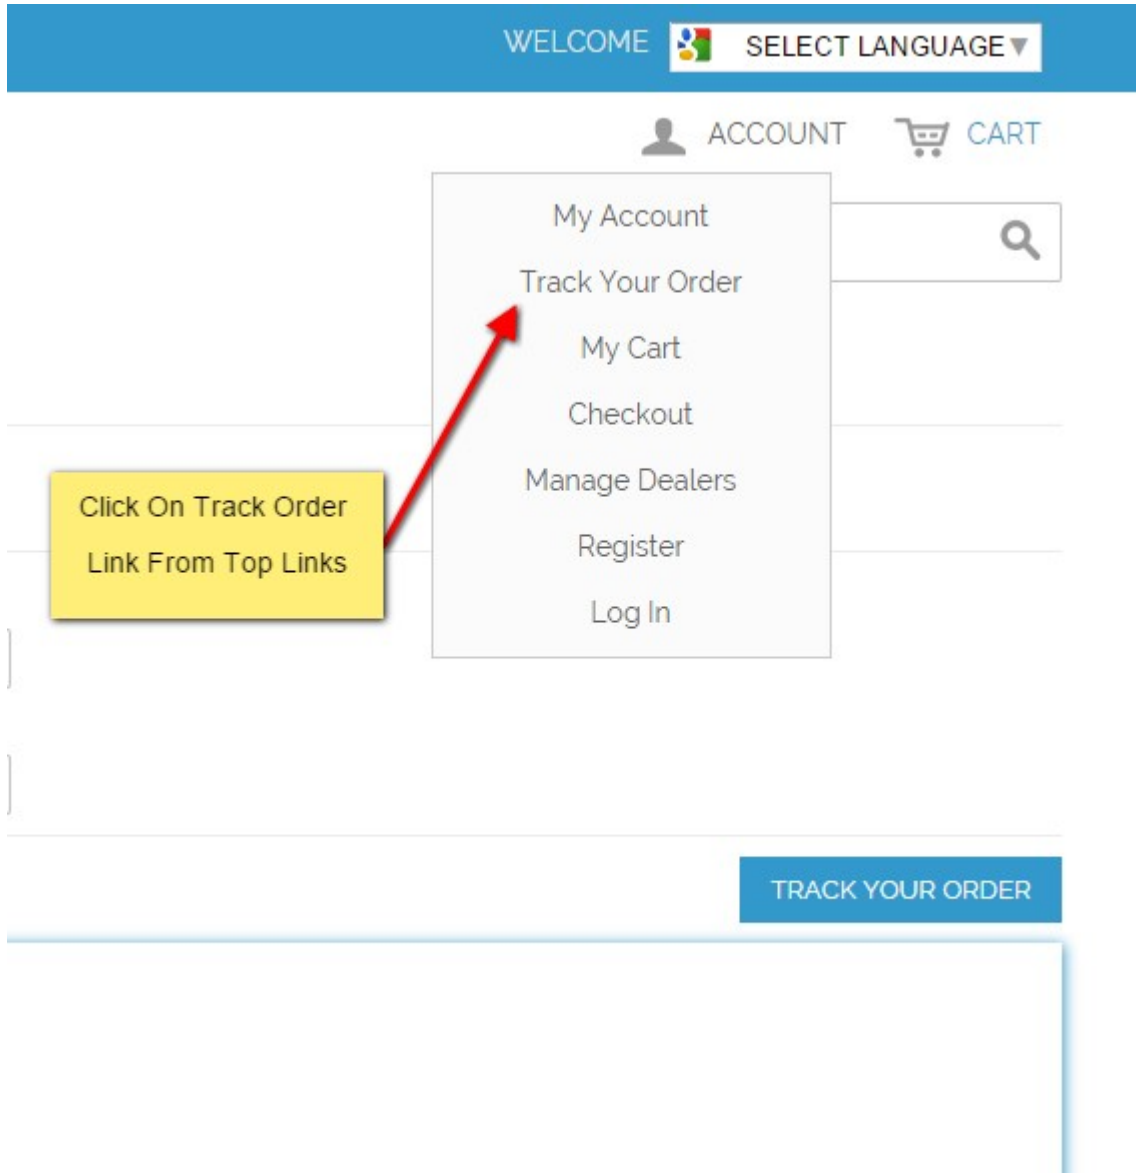 WELCOME SELECT LANGUAGE ▼
ACCOUNT CART
My Account
Track Your Order
My Cart
Checkout
Manage Dealers
Register
Log In
Click On Track Order
Link From Top Links
TRACK YOUR ORDER